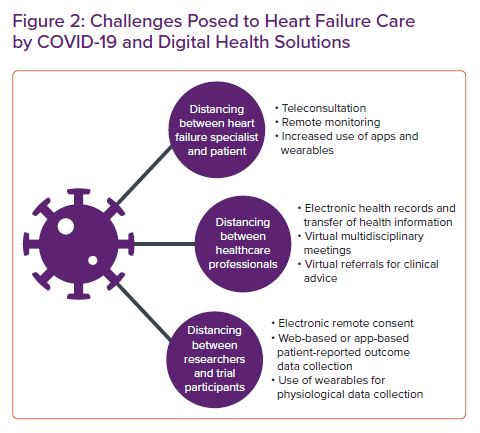 Figure 2: Challenges Posed to Heart Failure Care
by COVID-19 and Digital Health Solutions
Distancing
between heart
failure specialist
and patient
• Teleconsultation
• Remote monitoring
• Increased use of apps and
wearables
Distancing
between
healthcare
professionals
• Electronic health records and
transfer of health information
• Virtual multidisciplinary
meetings
• Virtual referrals for clinical
advice
Distancing
between
researchers
and trial
participants
• Electronic remote consent
• Web-based or app-based
patient-reported outcome
data collection
• Use of wearables for
physiological data collection